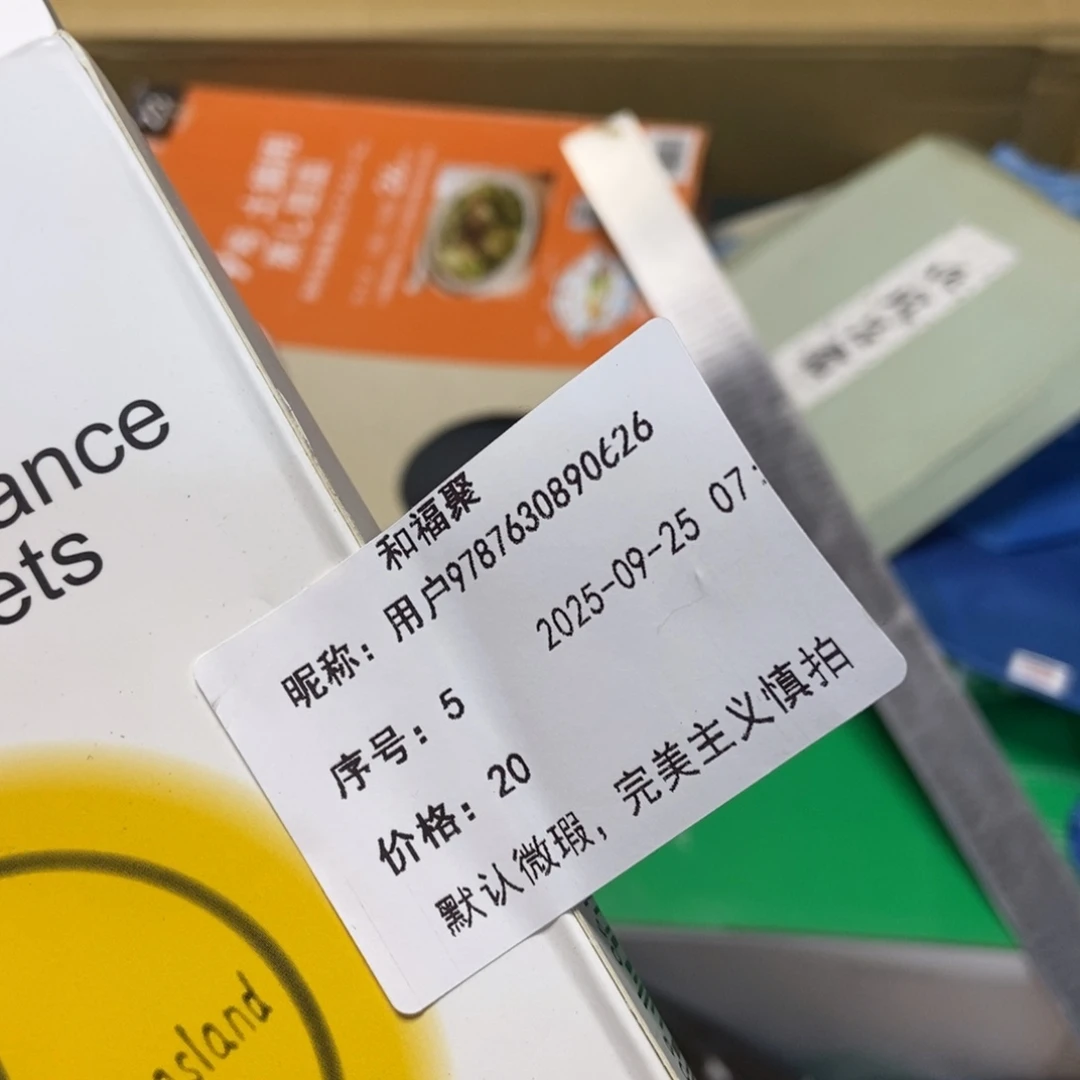 ance
ets
和福聚
昵称：用户9787630890626
2025-09-25 07:
序号：5
价格：20
默认微瑕，完美主义慎拍
sland